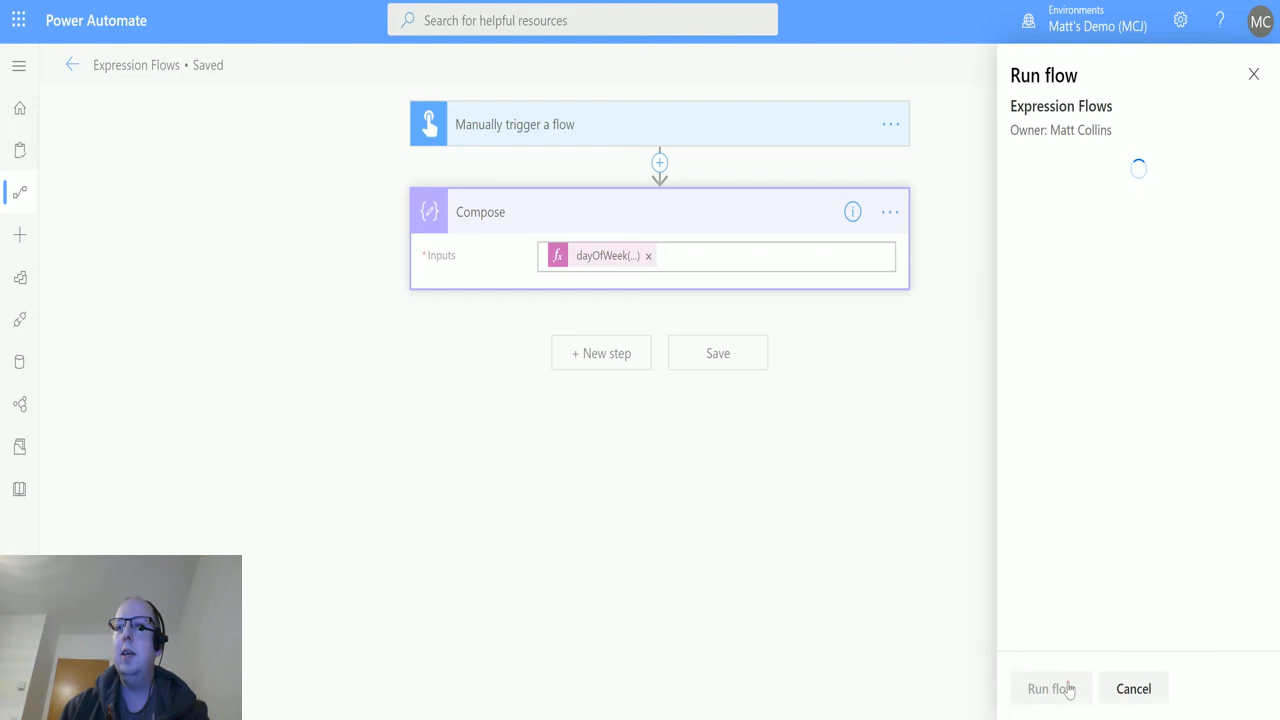 Power Automate
Search for helpful resources
Environments
Matt's Demo (MCJ)
?
MC
Expression Flows • Saved
Run flow
Expression Flows
Owner: Matt Collins
Manually trigger a flow
Compose
* Inputs
fx dayOfWeek(...) ×
+ New step
Save
Run flow
Cancel